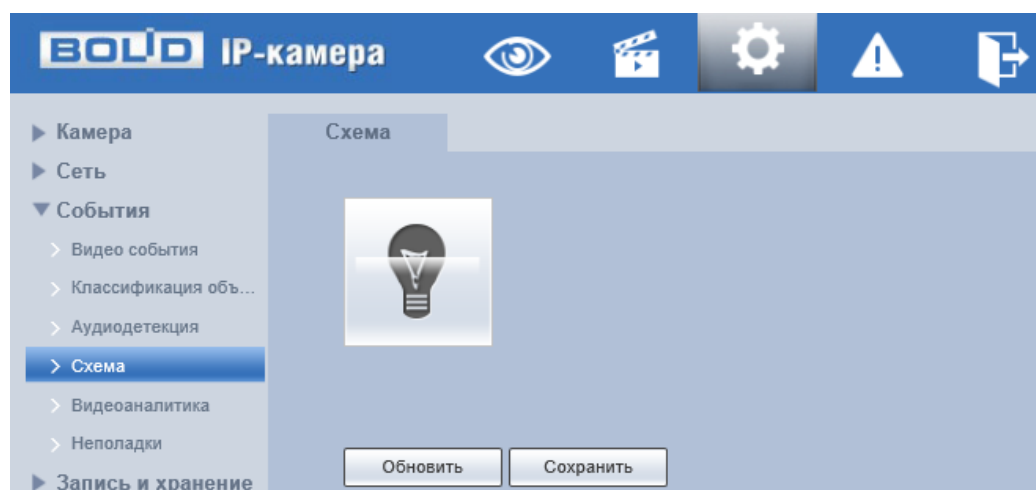 BOLID IP-камера
Камера
Схема
Сеть
События
Видео события
Классификация объ...
Аудиодетекция
Схема
Видеоаналитика
Неполадки
Обновить Сохранить
Запись и хранение